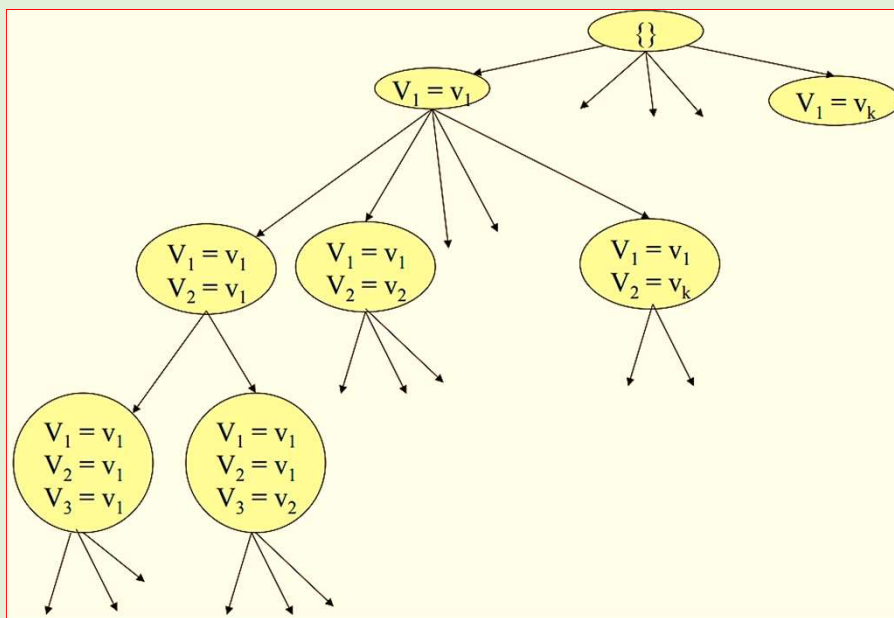 {}
V₁ = v₁
V₁ = vₖ
V₁ = v₁
V₂ = v₁
V₁ = v₁
V₂ = v₂
V₁ = v₁
V₂ = vₖ
V₁ = v₁
V₂ = v₁
V₃ = v₁
V₁ = v₁
V₂ = v₁
V₃ = v₂